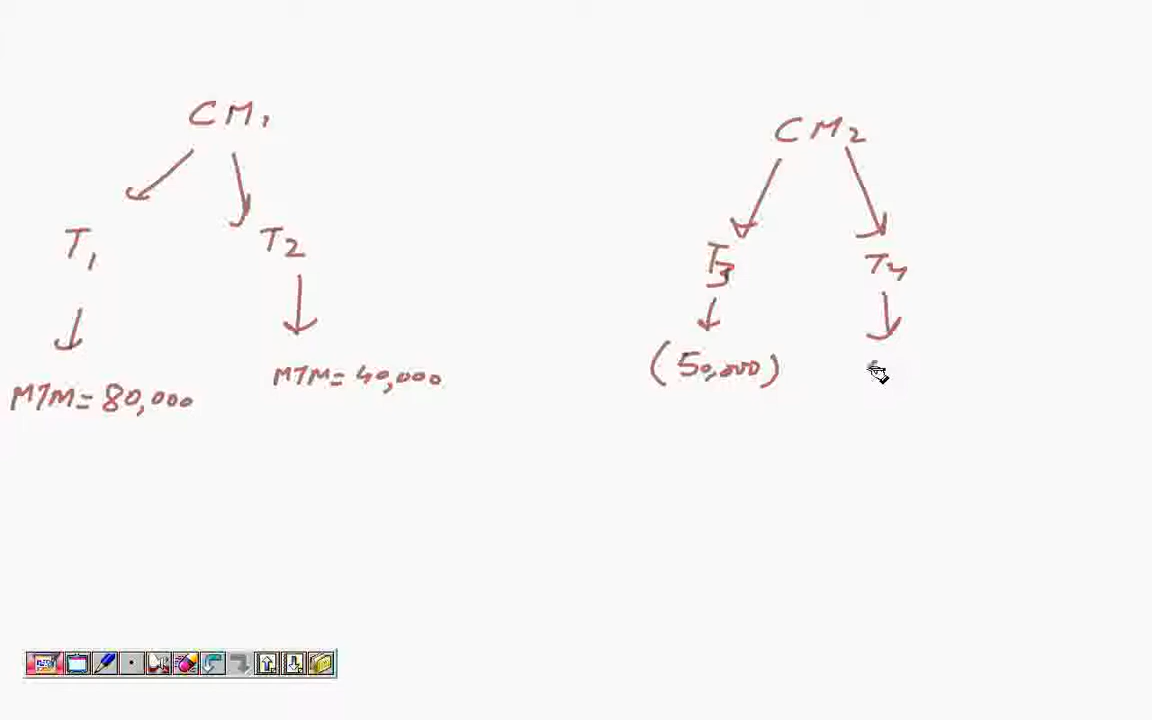 CM1
CM2
T1
T2
T3
T4
MTM= 80,000
MTM= 40,000
(50,000)